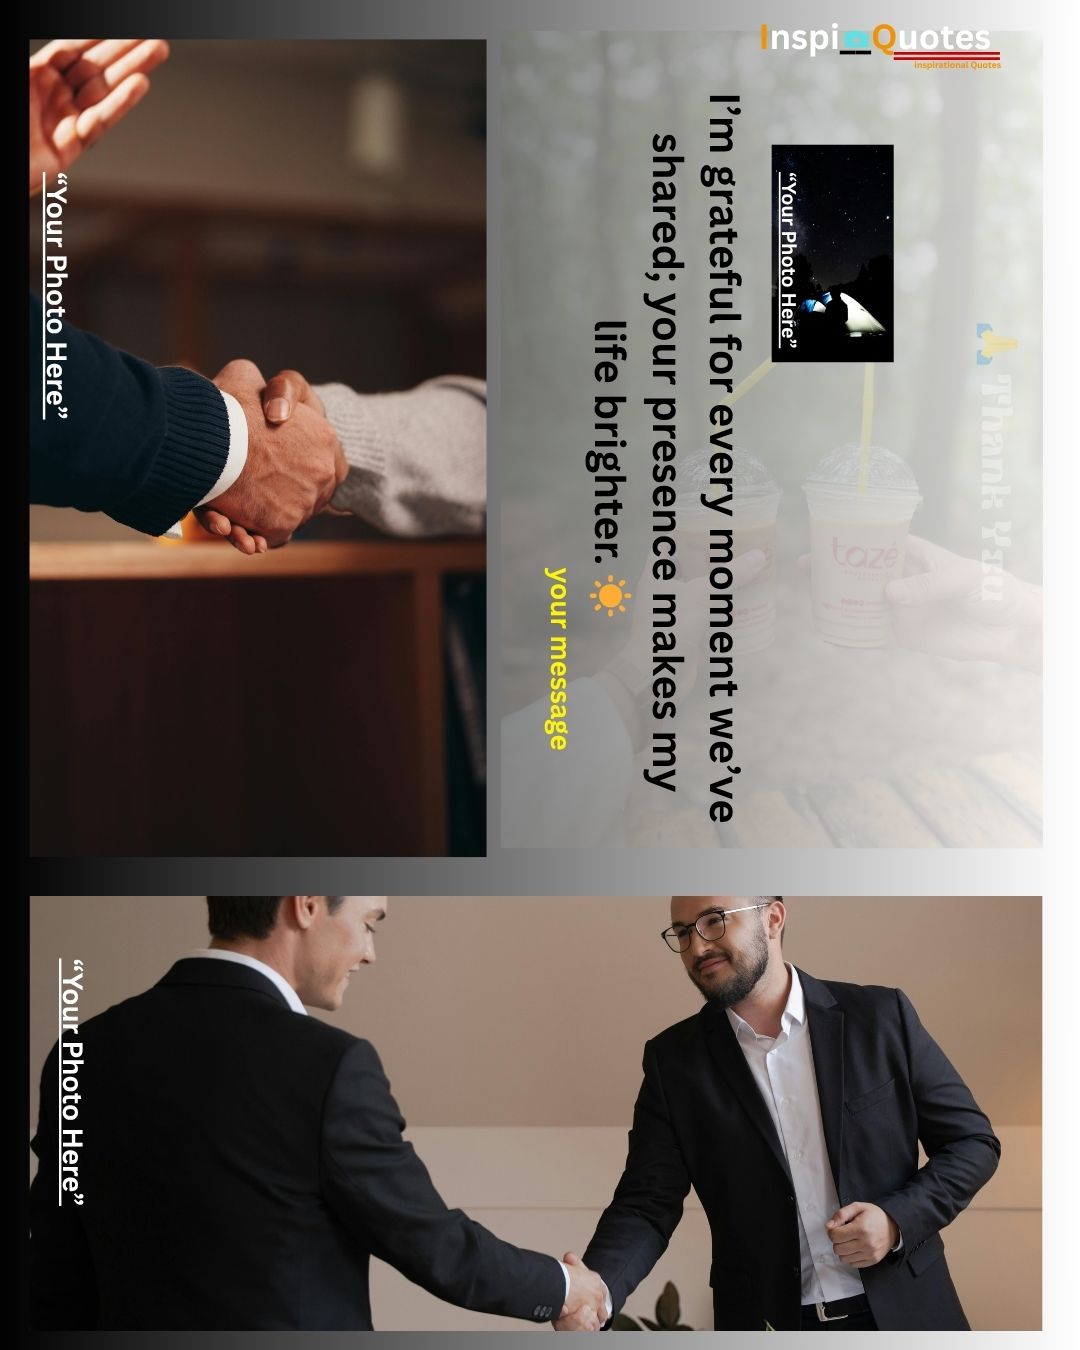 InspiQuotes
inspirational Quotes
🙏 Thank You
“Your Photo Here”
I’m grateful for every moment we’ve
shared; your presence makes my
life brighter. ☀️
your message
“Your Photo Here”
tazé
“Your Photo Here”